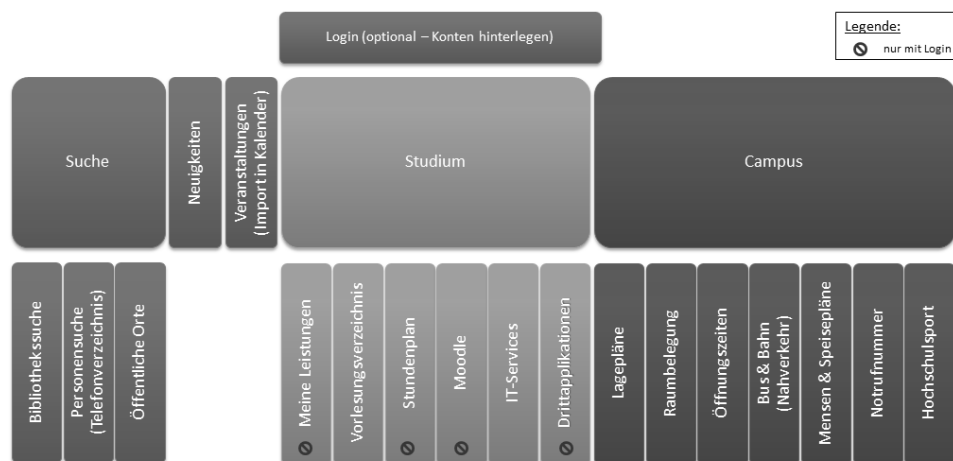 Login (optional – Konten hinterlegen)
Legende:
nur mit Login
Suche
Neuigkeiten
Veranstaltungen
(Import in Kalender)
Studium
Campus
Bibliothekssuche
Personensuche
(Telefonverzeichnis)
Öffentliche Orte
Meine Leistungen
Vorlesungsverzeichnis
Stundenplan
Moodle
IT-Services
Drittapplikationen
Lagepläne
Raumbelegung
Öffnungszeiten
Bus & Bahn
(Nahverkehr)
Mensen & Speisepläne
Notrufnummer
Hochschulsport